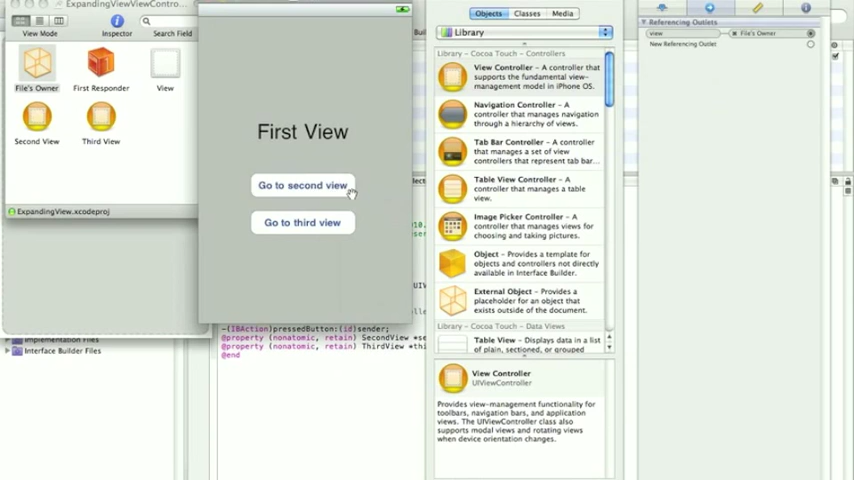 ExpandingViewViewContro...
View Mode
Inspector
Search Field
File's Owner
First Responder
View
Second View
Third View
ExpandingView.xcodeproj
First View
Go to second view
Go to third view
Implementation Files
Interface Builder Files
-(IBAction)pressedButton:(id)sender;
@property (nonatomic, retain) SecondView *se
@property (nonatomic, retain) ThirdView *thi
@end
Objects
Classes
Media
Library
Library – Cocoa Touch – Controllers
View Controller – A controller that
supports the fundamental view-
management model in iPhone OS.
Navigation Controller – A
controller that manages navigation
through a hierarchy of views.
Tab Bar Controller – A
controller that manages a set of view
controllers that represent tab bar...
Table View Controller – A
controller that manages a table
view.
Image Picker Controller – A
controller that manages views for
choosing and taking pictures.
Object – Provides a template for
objects and controllers not directly
available in Interface Builder.
External Object – Provides a
placeholder for an object that
exists outside of the document.
Library – Cocoa Touch – Data Views
Table View – Displays data in a list
of plain, sectioned, or grouped
View Controller
UIViewController
Provides view-management functionality for
toolbars, navigation bars, and application
views. The UIViewController class also
supports modal views and rotating views
when device orientation changes.
Referencing Outlets
view
File's Owner
New Referencing Outlet